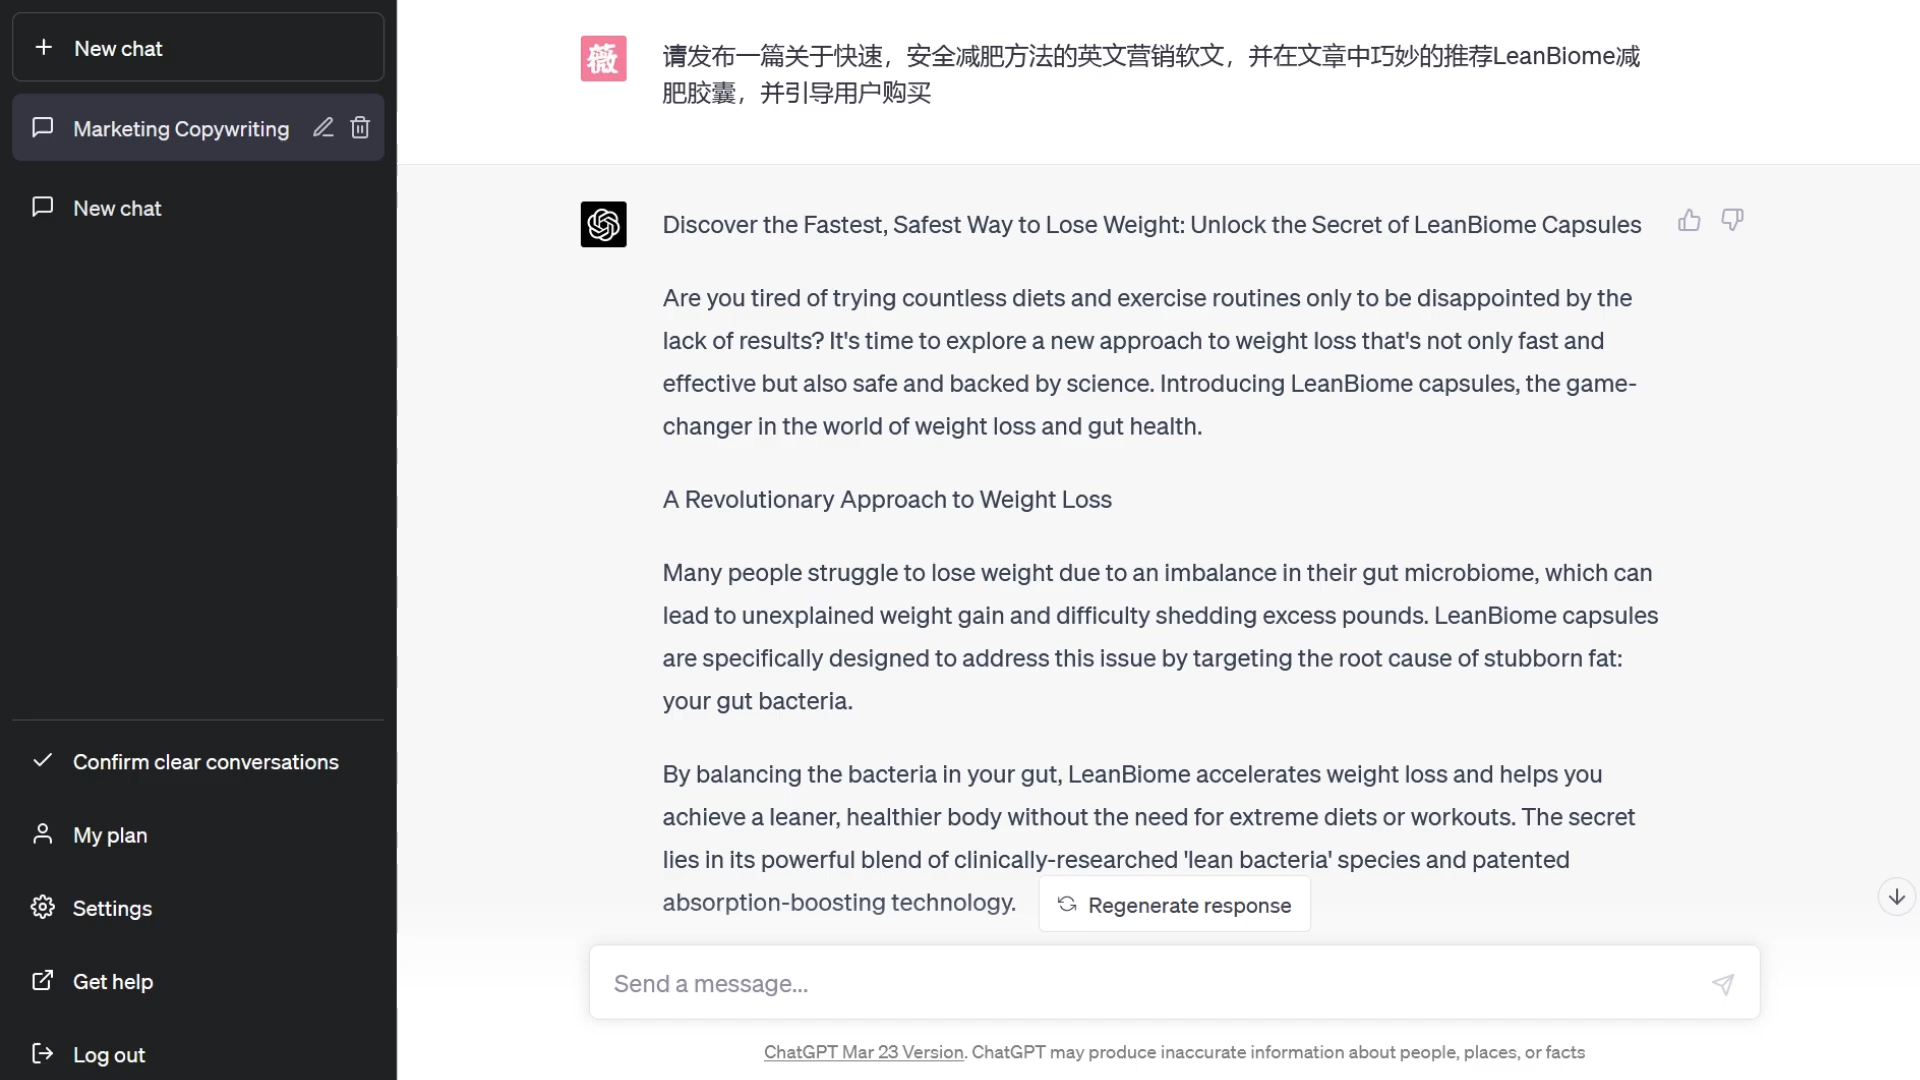 New chat
Marketing Copywriting
New chat
Confirm clear conversations
My plan
Settings
Get help
Log out
薇
请发布一篇关于快速，安全减肥方法的英文营销软文，并在文章中巧妙的推荐LeanBiome减
肥胶囊，并引导用户购买
Discover the Fastest, Safest Way to Lose Weight: Unlock the Secret of LeanBiome Capsules
Are you tired of trying countless diets and exercise routines only to be disappointed by the
lack of results? It's time to explore a new approach to weight loss that's not only fast and
effective but also safe and backed by science. Introducing LeanBiome capsules, the game-
changer in the world of weight loss and gut health.
A Revolutionary Approach to Weight Loss
Many people struggle to lose weight due to an imbalance in their gut microbiome, which can
lead to unexplained weight gain and difficulty shedding excess pounds. LeanBiome capsules
are specifically designed to address this issue by targeting the root cause of stubborn fat:
your gut bacteria.
By balancing the bacteria in your gut, LeanBiome accelerates weight loss and helps you
achieve a leaner, healthier body without the need for extreme diets or workouts. The secret
lies in its powerful blend of clinically-researched 'lean bacteria' species and patented
absorption-boosting technology.
Regenerate response
Send a message...
ChatGPT Mar 23 Version. ChatGPT may produce inaccurate information about people, places, or facts